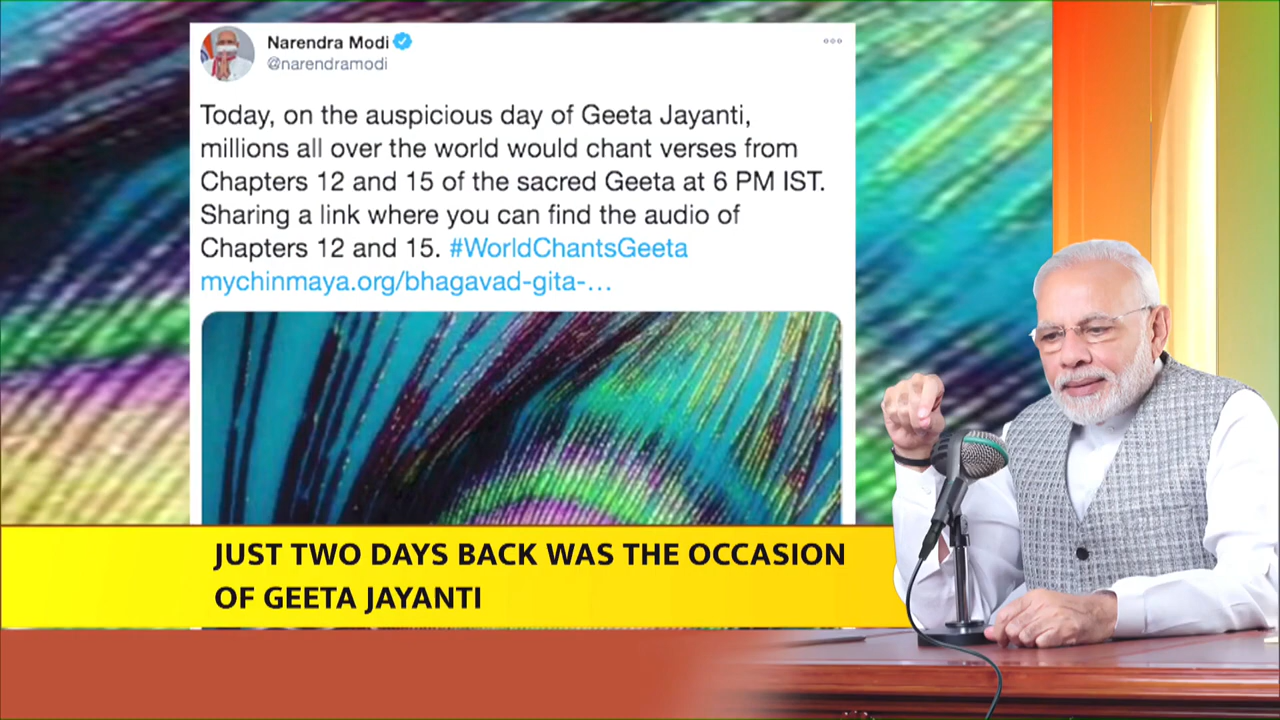 Narendra Modi
@narendramodi
Today, on the auspicious day of Geeta Jayanti,
millions all over the world would chant verses from
Chapters 12 and 15 of the sacred Geeta at 6 PM IST.
Sharing a link where you can find the audio of
Chapters 12 and 15. #WorldChantsGeeta
mychinmaya.org/bhagavad-gita-...
JUST TWO DAYS BACK WAS THE OCCASION
OF GEETA JAYANTI